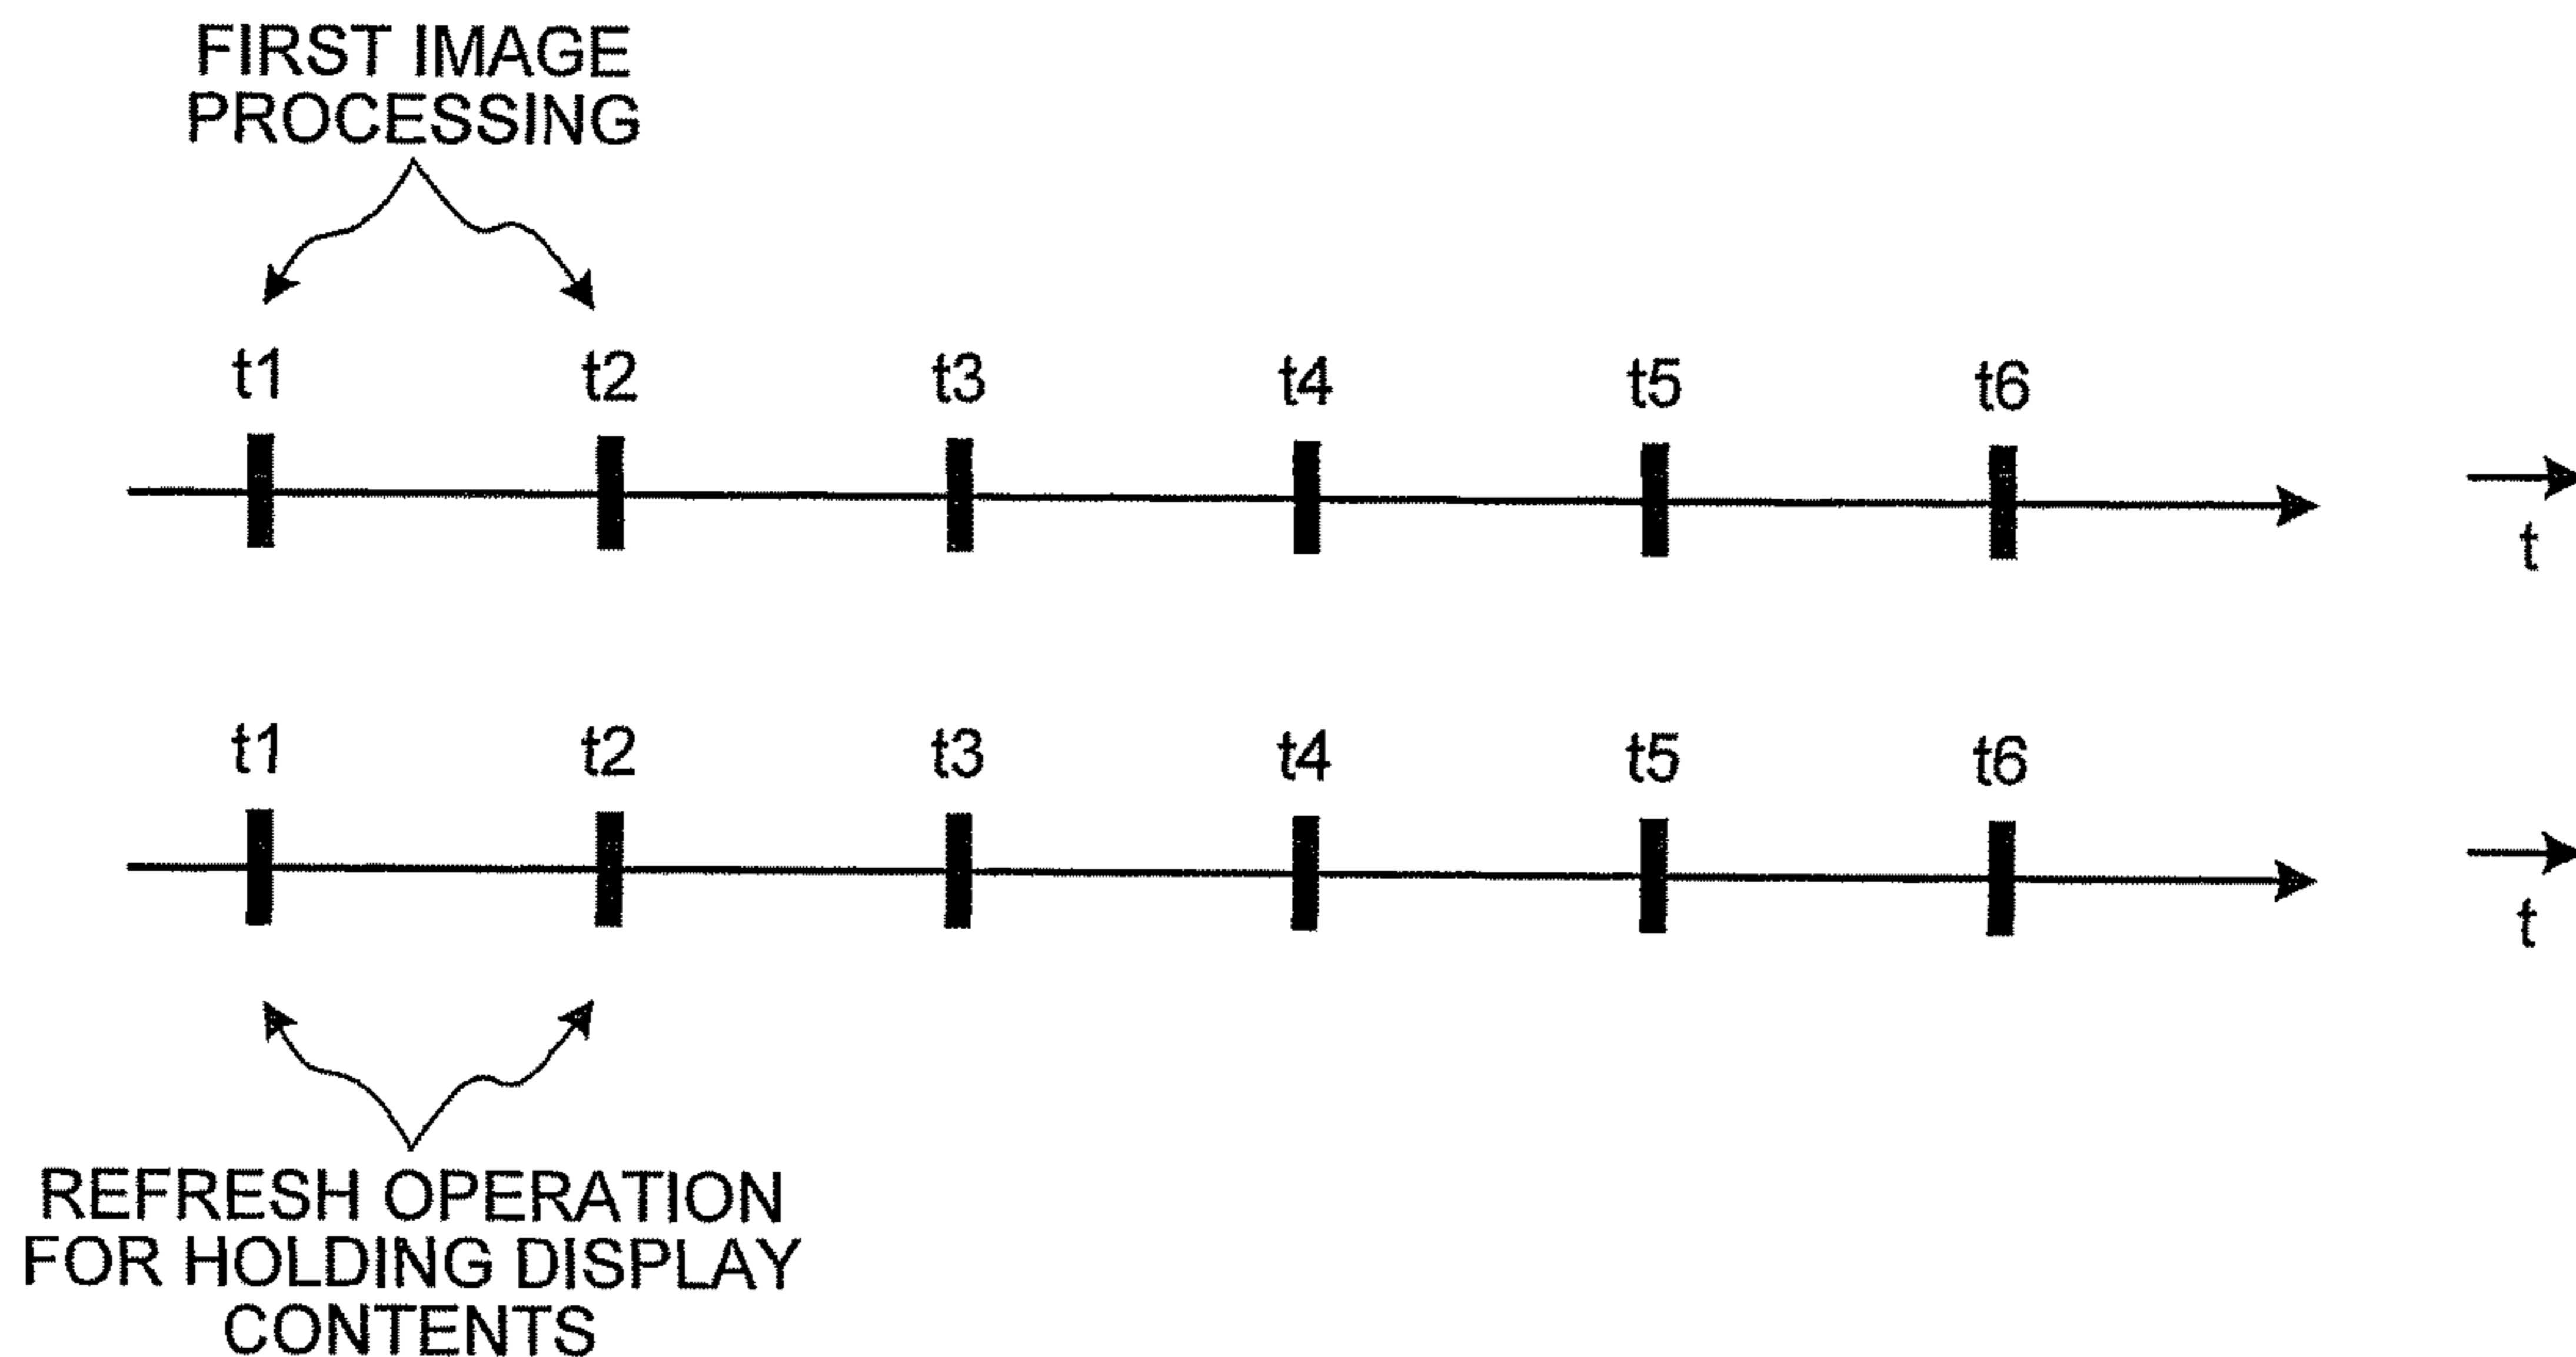 FIRST IMAGE
PROCESSING
t1 t2 t3 t4 t5 t6
t
t1 t2 t3 t4 t5 t6
t
REFRESH OPERATION
FOR HOLDING DISPLAY
CONTENTS